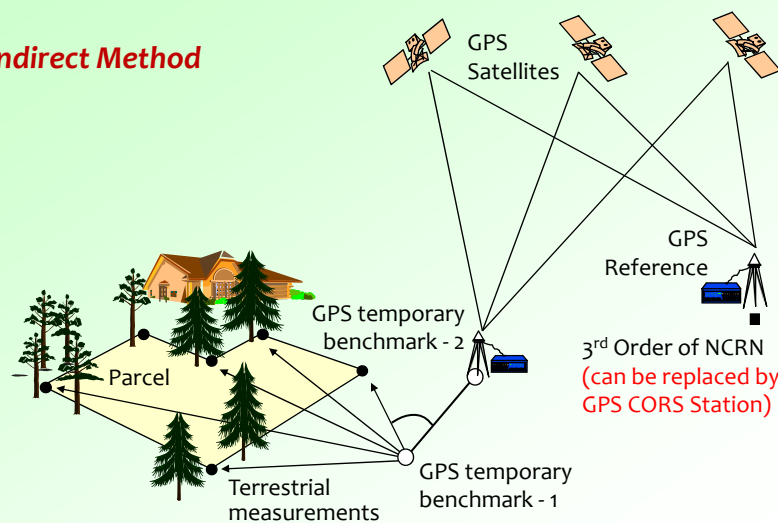 ndirect Method
GPS
Satellites
GPS
Reference
GPS temporary
benchmark - 2
3rd Order of NCRN
(can be replaced by
GPS CORS Station)
Parcel
GPS temporary
benchmark - 1
Terrestrial
measurements